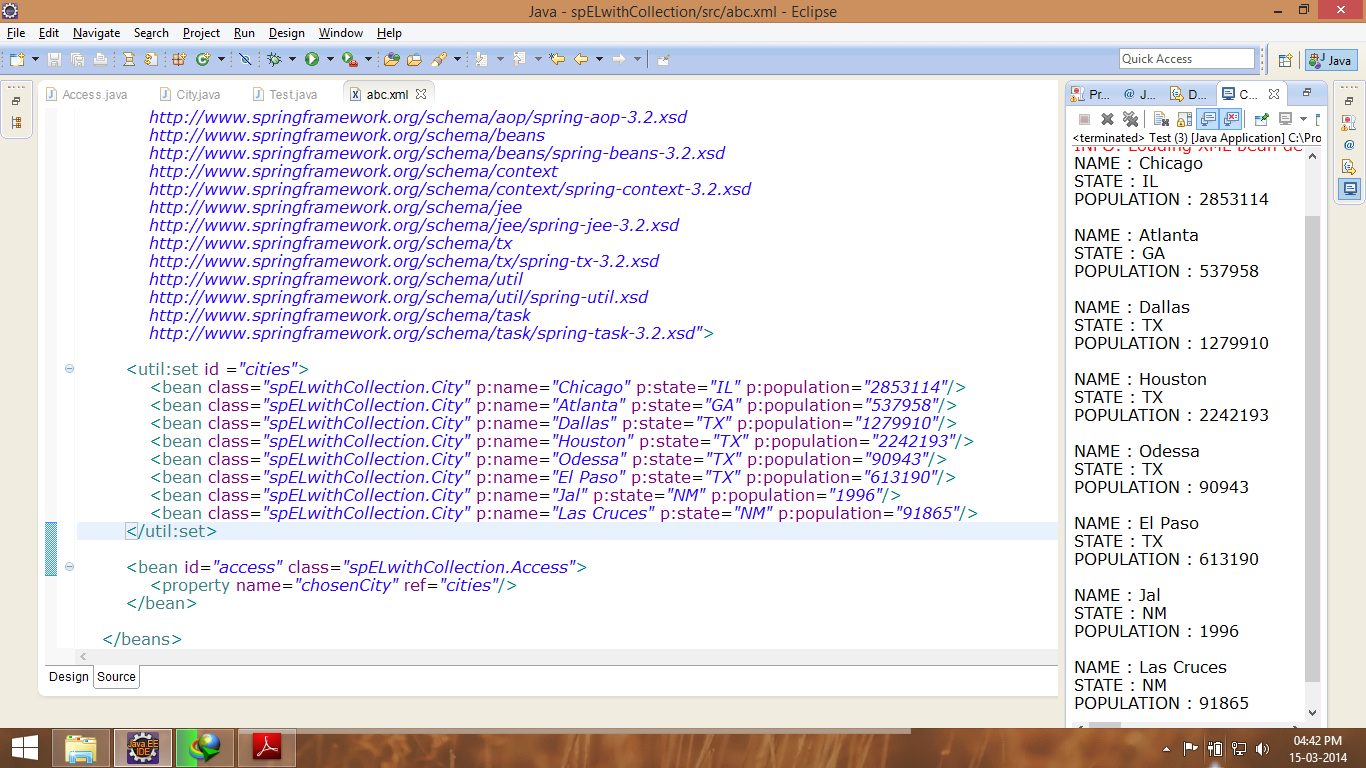 Java - spELwithCollection/src/abc.xml - Eclipse
File Edit Navigate Search Project Run Design Window Help
Quick Access
Java
Access.java City.java Test.java abc.xml
http://www.springframework.org/schema/aop/spring-aop-3.2.xsd
http://www.springframework.org/schema/beans
http://www.springframework.org/schema/beans/spring-beans-3.2.xsd
http://www.springframework.org/schema/context
http://www.springframework.org/schema/context/spring-context-3.2.xsd
http://www.springframework.org/schema/jee
http://www.springframework.org/schema/jee/spring-jee-3.2.xsd
http://www.springframework.org/schema/tx
http://www.springframework.org/schema/tx/spring-tx-3.2.xsd
http://www.springframework.org/schema/util
http://www.springframework.org/schema/util/spring-util.xsd
http://www.springframework.org/schema/task
http://www.springframework.org/schema/task/spring-task-3.2.xsd">
<util:set id ="cities">
<bean class="spELwithCollection.City" p:name="Chicago" p:state="IL" p:population="2853114"/>
<bean class="spELwithCollection.City" p:name="Atlanta" p:state="GA" p:population="537958"/>
<bean class="spELwithCollection.City" p:name="Dallas" p:state="TX" p:population="1279910"/>
<bean class="spELwithCollection.City" p:name="Houston" p:state="TX" p:population="2242193"/>
<bean class="spELwithCollection.City" p:name="Odessa" p:state="TX" p:population="90943"/>
<bean class="spELwithCollection.City" p:name="El Paso" p:state="TX" p:population="613190"/>
<bean class="spELwithCollection.City" p:name="Jal" p:state="NM" p:population="1996"/>
<bean class="spELwithCollection.City" p:name="Las Cruces" p:state="NM" p:population="91865"/>
</util:set>
<bean id="access" class="spELwithCollection.Access">
<property name="chosenCity" ref="cities"/>
</bean>
</beans>
Design Source
Pr... @ J... D... C...
<terminated> Test (3) [Java Application] C:\Pro
INFO: Loading XML bean de
NAME : Chicago
STATE : IL
POPULATION : 2853114
NAME : Atlanta
STATE : GA
POPULATION : 537958
NAME : Dallas
STATE : TX
POPULATION : 1279910
NAME : Houston
STATE : TX
POPULATION : 2242193
NAME : Odessa
STATE : TX
POPULATION : 90943
NAME : El Paso
STATE : TX
POPULATION : 613190
NAME : Jal
STATE : NM
POPULATION : 1996
NAME : Las Cruces
STATE : NM
POPULATION : 91865
Java EE
IDE
04:42 PM
15-03-2014